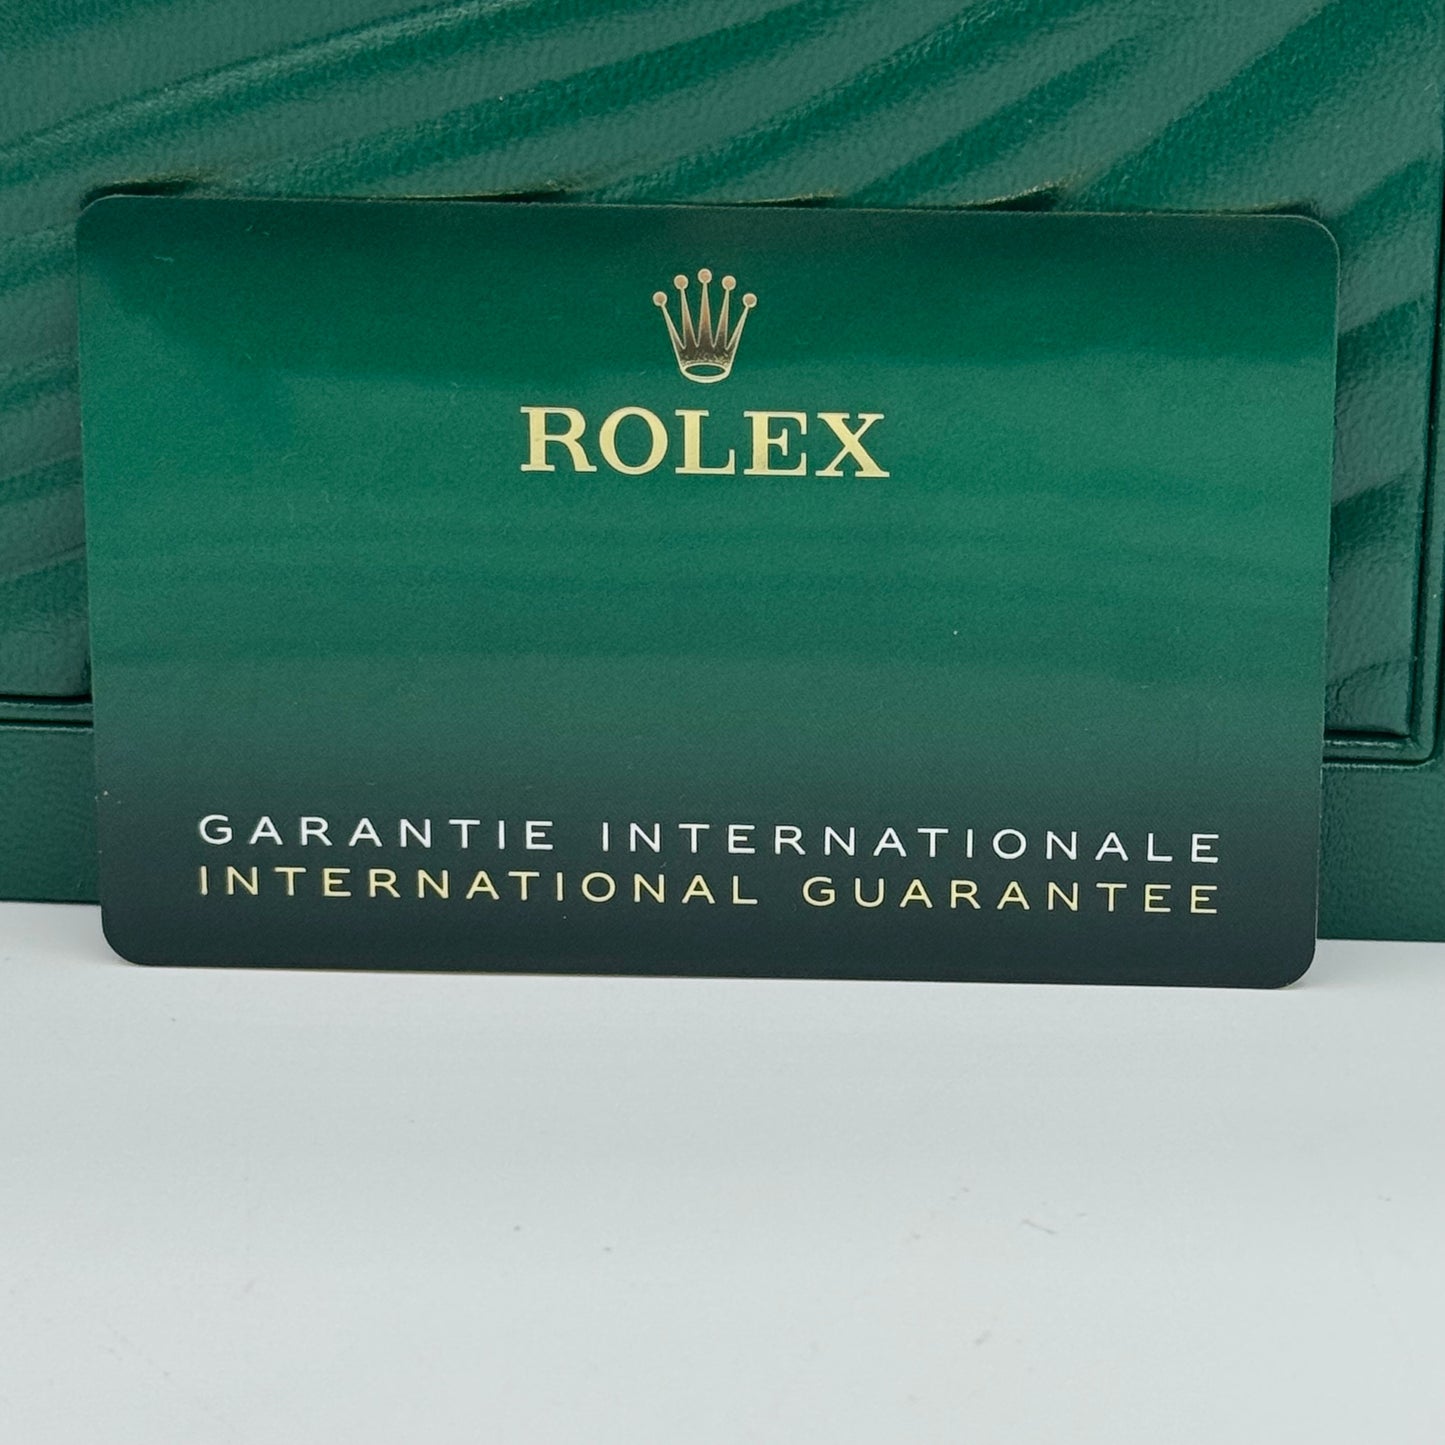 ROLEX
GARANTIE INTERNATIONALE
INTERNATIONAL GUARANTEE